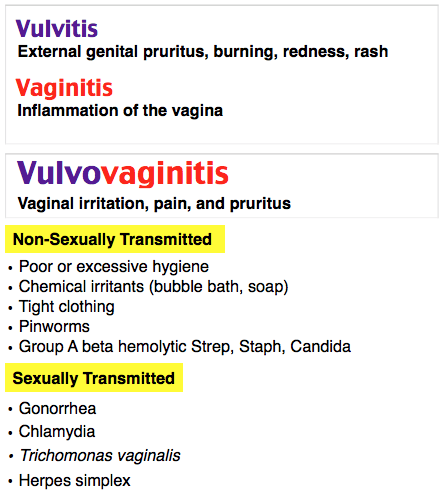 Vulvitis
External genital pruritus, burning, redness, rash
Vaginitis
Inflammation of the vagina
Vulvovaginitis
Vaginal irritation, pain, and pruritus
Non-Sexually Transmitted
• Poor or excessive hygiene
• Chemical irritants (bubble bath, soap)
• Tight clothing
• Pinworms
• Group A beta hemolytic Strep, Staph, Candida
Sexually Transmitted
• Gonorrhea
• Chlamydia
• Trichomonas vaginalis
• Herpes simplex